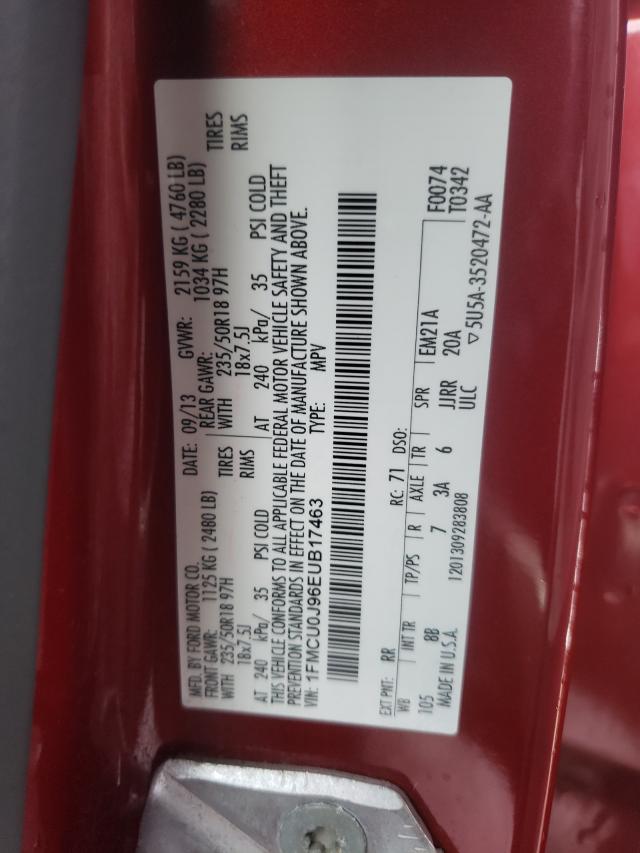 MFD. BY FORD MOTOR CO.
DATE: 09/13 GVWR: 2159 KG ( 4760 LB)
FRONT GAWR: 1125 KG ( 2480 LB) REAR GAWR: 1034 KG ( 2280 LB)
WITH 235/50R18 97H TIRES WITH 235/50R18 97H TIRES
18x7.5J RIMS 18x7.5J RIMS
AT 240 kPa/ 35 PSI COLD AT 240 kPa/ 35 PSI COLD
THIS VEHICLE CONFORMS TO ALL APPLICABLE FEDERAL MOTOR VEHICLE SAFETY AND THEFT
PREVENTION STANDARDS IN EFFECT ON THE DATE OF MANUFACTURE SHOWN ABOVE.
VIN: 1FMCU0J96EUB17463 TYPE: MPV
EXT PNT: RR RC: 71 DSO: F0074
WB INT TR TP/PS R AXLE TR SPR EM21A T0342
105 8B 7 3A 6 JJRR 20A
MADE IN U.S.A. 1201309283808 ULC ▽5U5A-3520472-AA